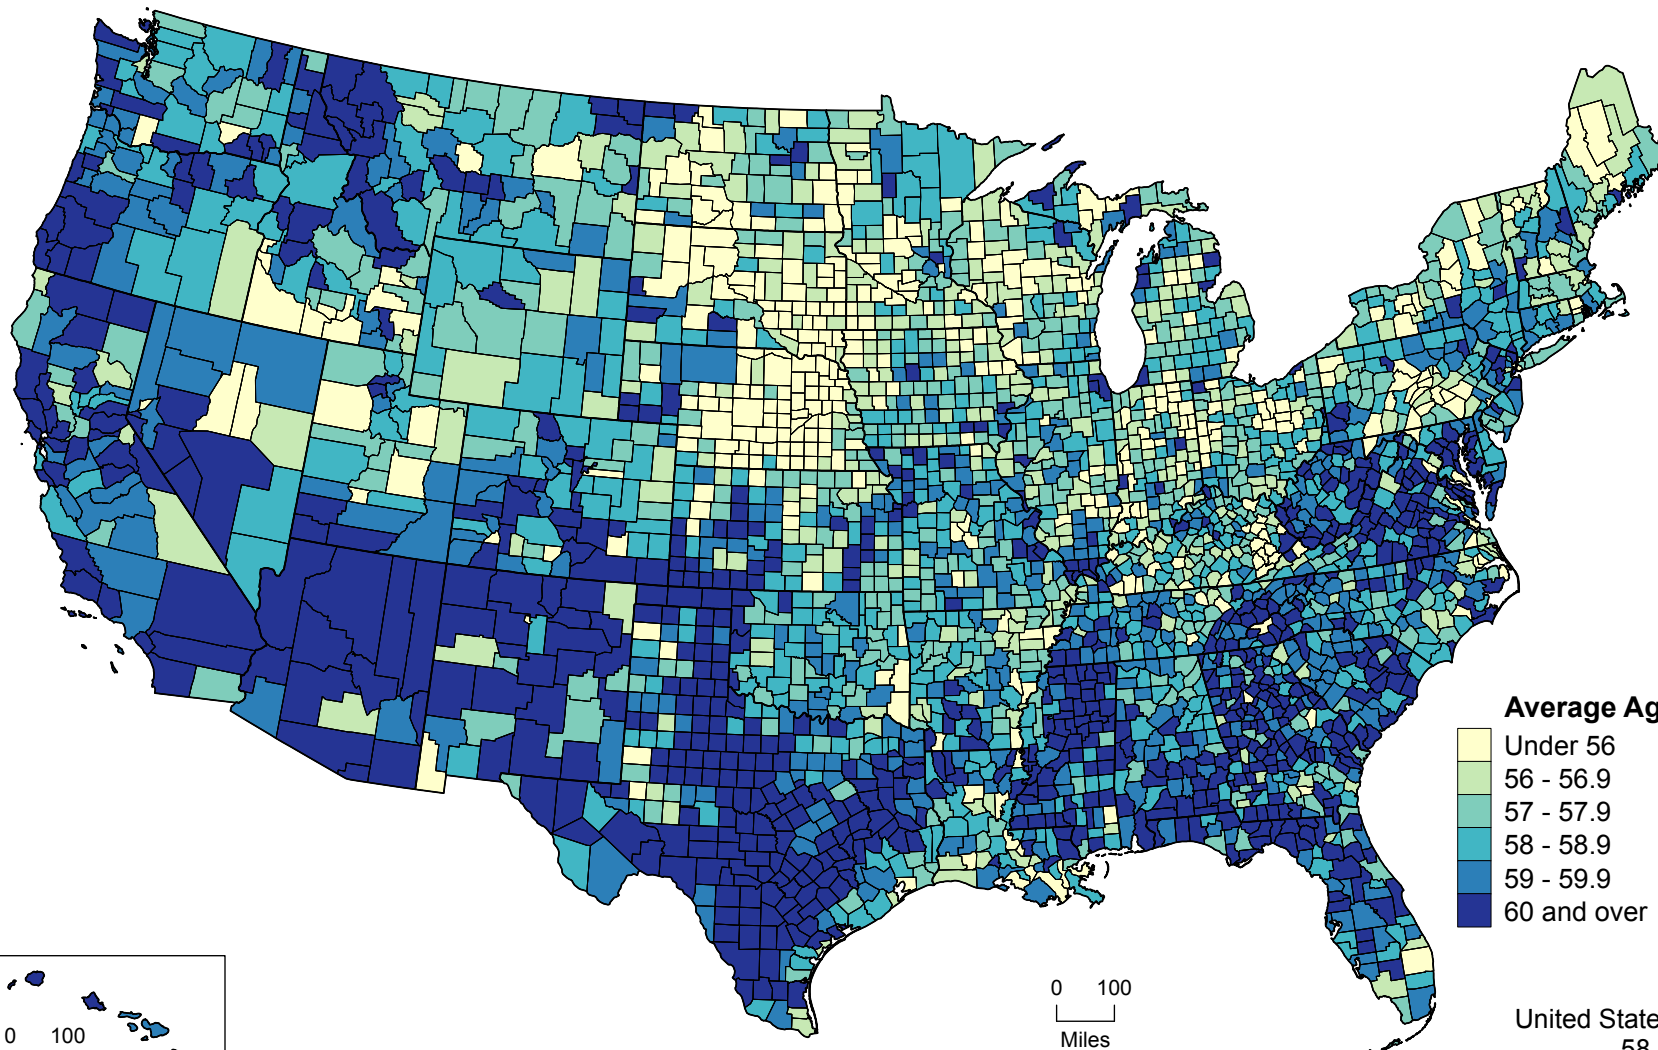 Average Ag
Under 56
56 - 56.9
57 - 57.9
58 - 58.9
59 - 59.9
60 and over
0 100
Miles
0 100
United State
58